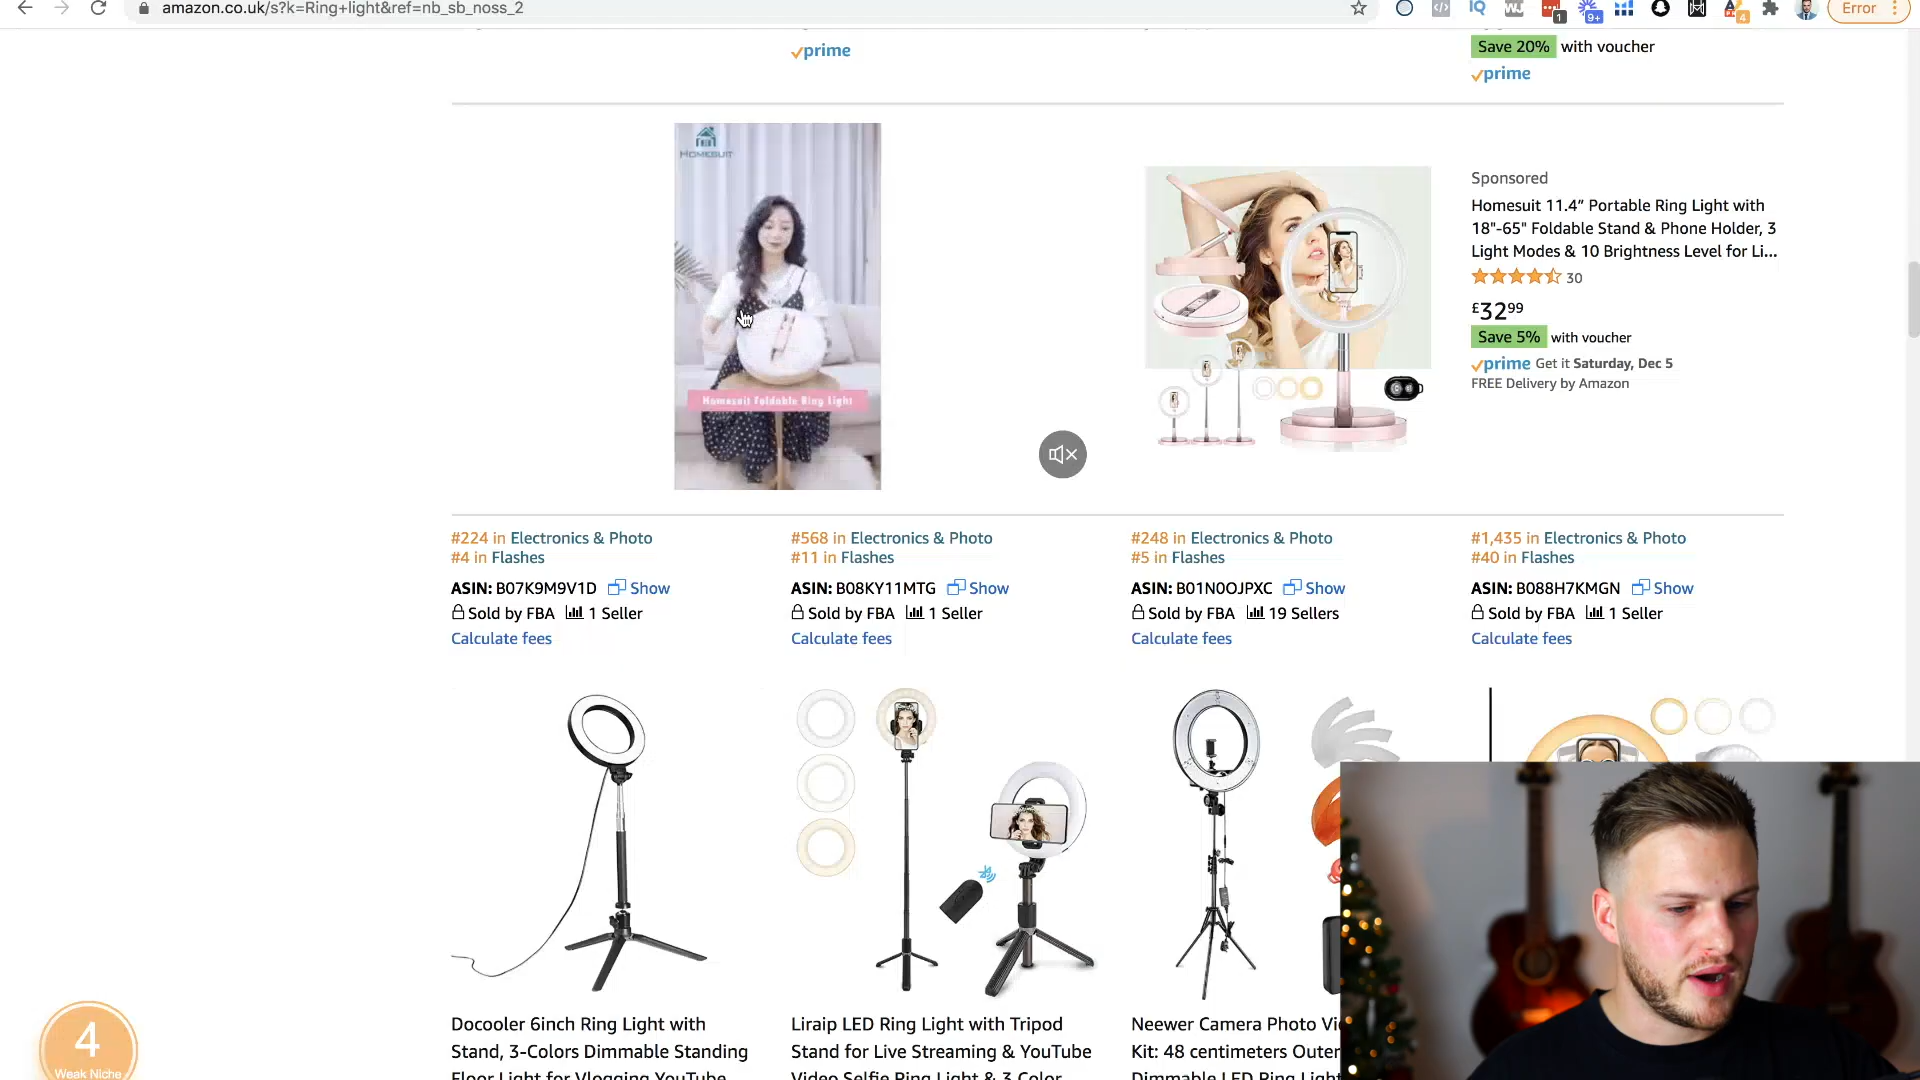 amazon.co.uk/s?k=Ring+light&ref=nb_sb_noss_2
Error
prime
Save 20% with voucher
prime
HOMESUIT
Homesuit Foldable Ring Light
Sponsored
Homesuit 11.4” Portable Ring Light with
18"-65" Foldable Stand & Phone Holder, 3
Light Modes & 10 Brightness Level for Li...
30
£32⁹⁹
Save 5% with voucher
prime Get it Saturday, Dec 5
FREE Delivery by Amazon
#224 in Electronics & Photo
#4 in Flashes
ASIN: B07K9M9V1D Show
Sold by FBA 1 Seller
Calculate fees
#568 in Electronics & Photo
#11 in Flashes
ASIN: B08KY11MTG Show
Sold by FBA 1 Seller
Calculate fees
#248 in Electronics & Photo
#5 in Flashes
ASIN: B01N0OJPXC Show
Sold by FBA 19 Sellers
Calculate fees
#1,435 in Electronics & Photo
#40 in Flashes
ASIN: B088H7KMGN Show
Sold by FBA 1 Seller
Calculate fees
Docooler 6inch Ring Light with
Stand, 3-Colors Dimmable Standing
Floor Light for Vlogging YouTube
Liraip LED Ring Light with Tripod
Stand for Live Streaming & YouTube
Video Selfie Ring Light & 3 Color
Neewer Camera Photo Vi
Kit: 48 centimeters Outer
Dimmable LED Ring Light
4
Weak Niche